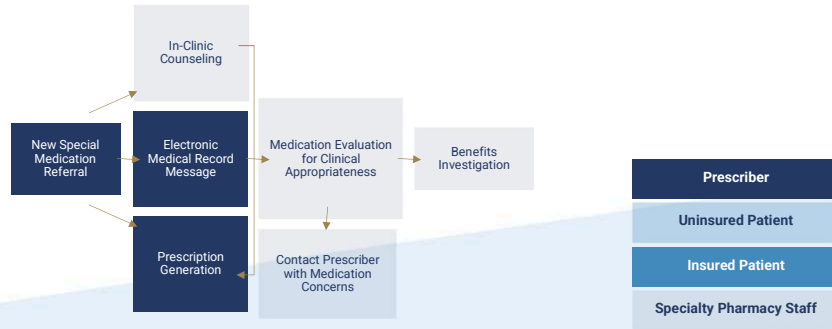 In-Clinic
Counseling
New Special
Medication
Referral
Electronic
Medical Record
Message
Medication Evaluation
for Clinical
Appropriateness
Benefits
Investigation
Prescription
Generation
Contact Prescriber
with Medication
Concerns
Prescriber
Uninsured Patient
Insured Patient
Specialty Pharmacy Staff